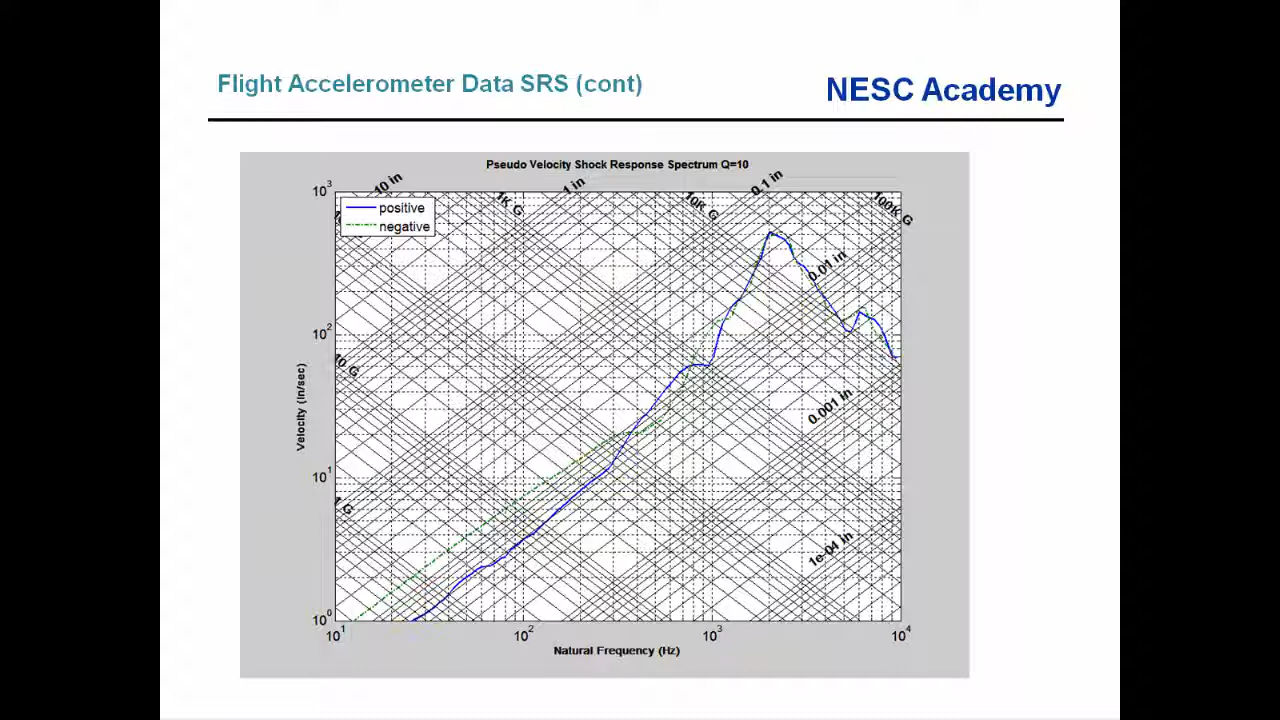 Flight Accelerometer Data SRS (cont)
NESC Academy
Pseudo Velocity Shock Response Spectrum Q=10
10 in
1K G
1 in
10K G
0.1 in
100K G
positive
negative
0.01 in
40 G
0.001 in
1 G
1e-04 in
10^3
10^2
10^1
10^0
Velocity (in/sec)
10^1
10^2
10^3
10^4
Natural Frequency (Hz)